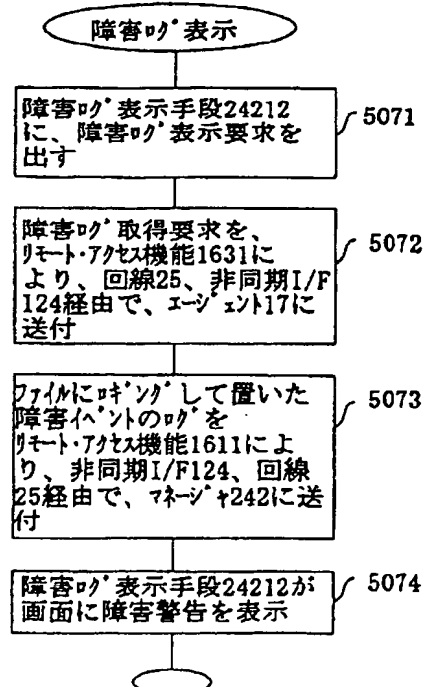 障害ﾛｸﾞ表示
障害ﾛｸﾞ表示手段24212
に、障害ﾛｸﾞ表示要求を
出す
5071
障害ﾛｸﾞ取得要求を、
ﾘﾓｰﾄ･ｱｸｾｽ機能1631に
より、回線25、非同期I/F
124経由で、ｴｰｼﾞｪﾝﾄ17に
送付
5072
ﾌｧｲﾙにﾛｷﾞﾝｸﾞして置いた
障害ｲﾍﾞﾝﾄのﾛｸﾞを
ﾘﾓｰﾄ･ｱｸｾｽ機能1611によ
り、非同期I/F124、回線
25経由で、ﾏﾈｰｼﾞｬ242に送
付
5073
障害ﾛｸﾞ表示手段24212が
画面に障害警告を表示
5074